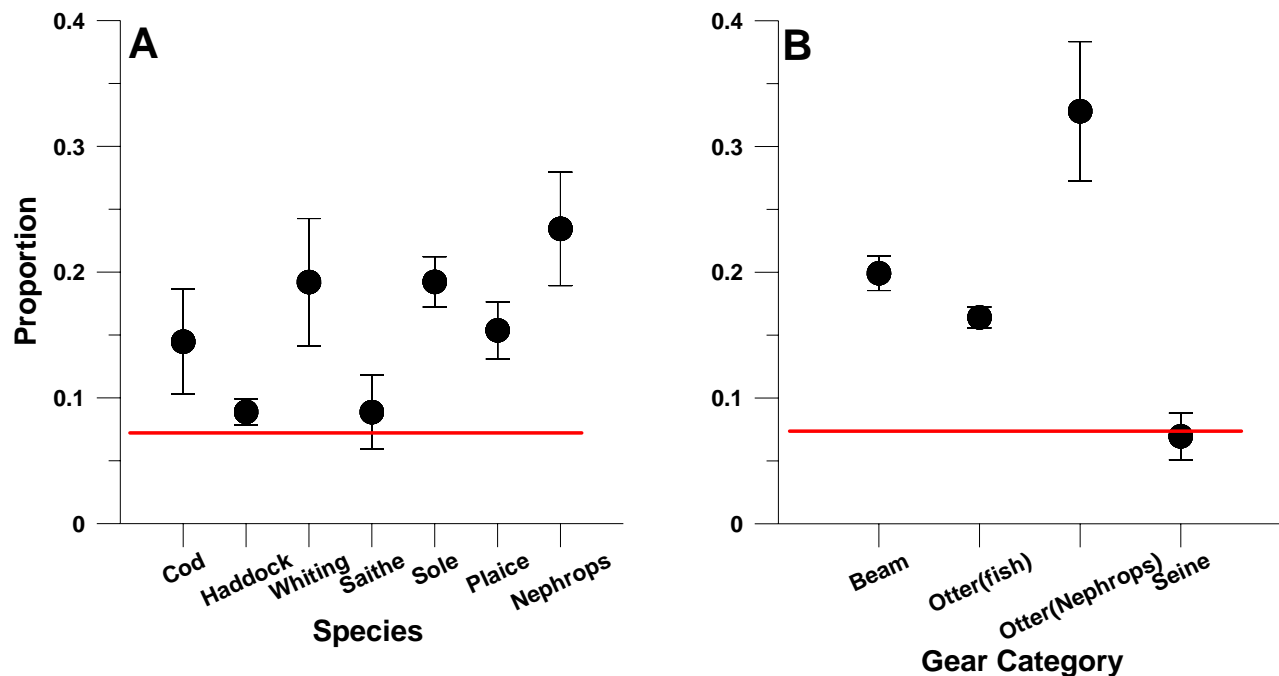 A
0.4
0.3
0.2
0.1
0
Proportion
Cod
Haddock
Whiting
Saithe
Sole
Plaice
Nephrops
Species
B
0.4
0.3
0.2
0.1
0
Beam
Otter(fish)
Otter(Nephrops)
Seine
Gear Category